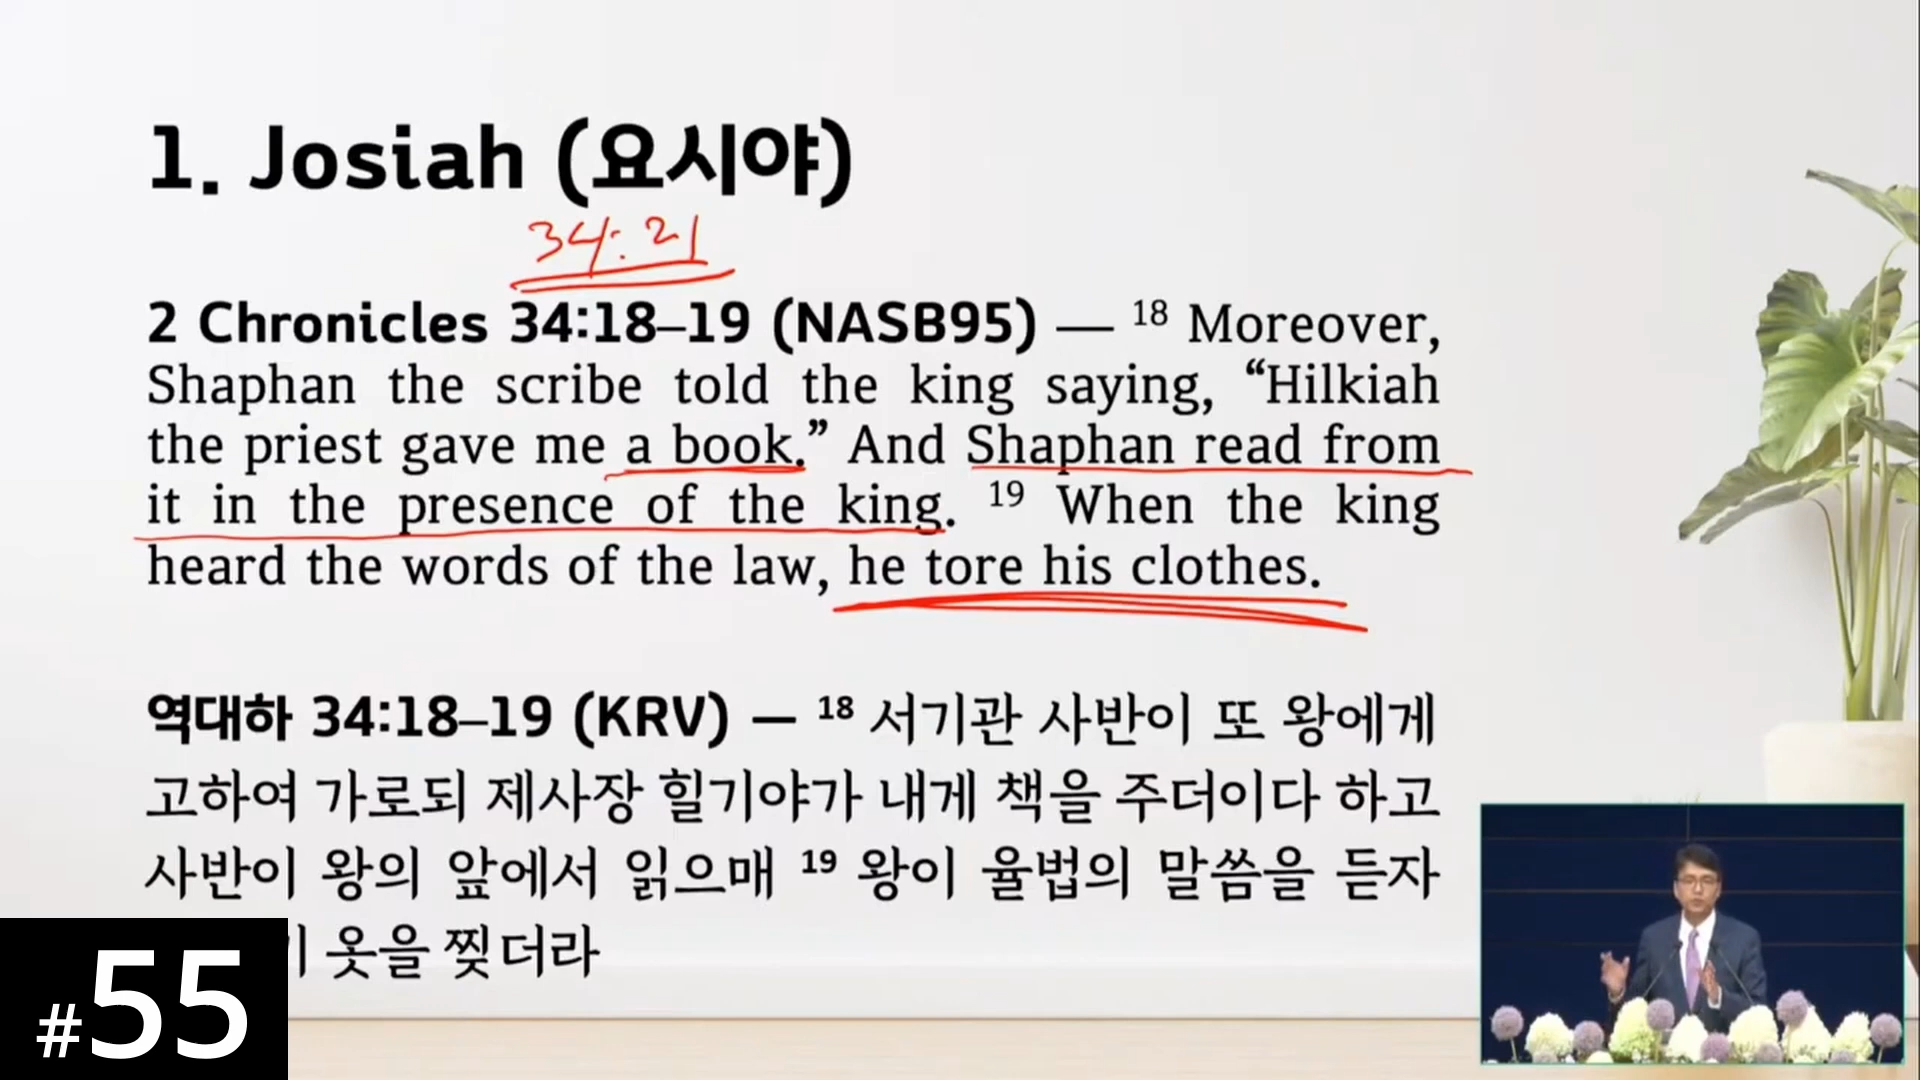 1. Josiah (요시야)
34:21
2 Chronicles 34:18–19 (NASB95) — 18 Moreover,
Shaphan the scribe told the king saying, “Hilkiah
the priest gave me a book.” And Shaphan read from
it in the presence of the king. 19 When the king
heard the words of the law, he tore his clothes.
역대하 34:18–19 (KRV) — 18 서기관 사반이 또 왕에게
고하여 가로되 제사장 힐기야가 내게 책을 주더이다 하고
사반이 왕의 앞에서 읽으매 19 왕이 율법의 말씀을 듣자
옷을 찢더라
#55